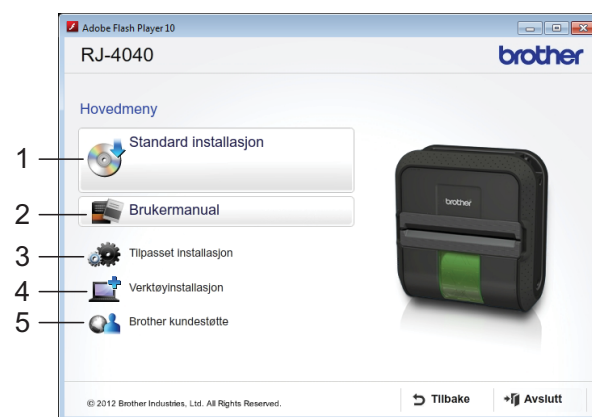 Adobe Flash Player 10
RJ-4040
brother
Hovedmeny
1
Standard installasjon
2
Brukermanual
3
Tilpasset installasjon
4
Verktøyinstallasjon
5
Brother kundestøtte
brother
© 2012 Brother Industries, Ltd. All Rights Reserved.
Tilbake
Avslutt